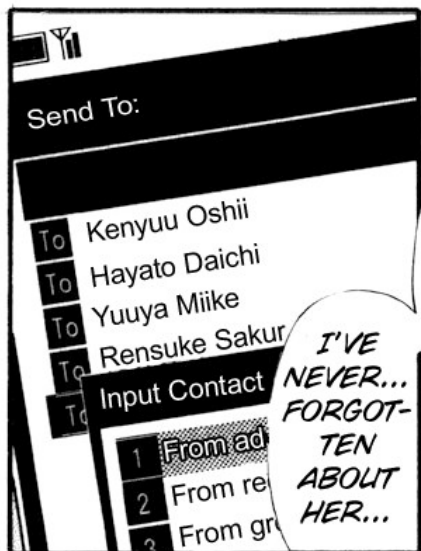 Send To:
To Kenyuu Oshii
To Hayato Daichi
To Yuuya Miike
To Rensuke Sakur
To
Input Contact
1 From ad
2 From re
3 From gr
I'VE
NEVER...
FORGOT-
TEN
ABOUT
HER...